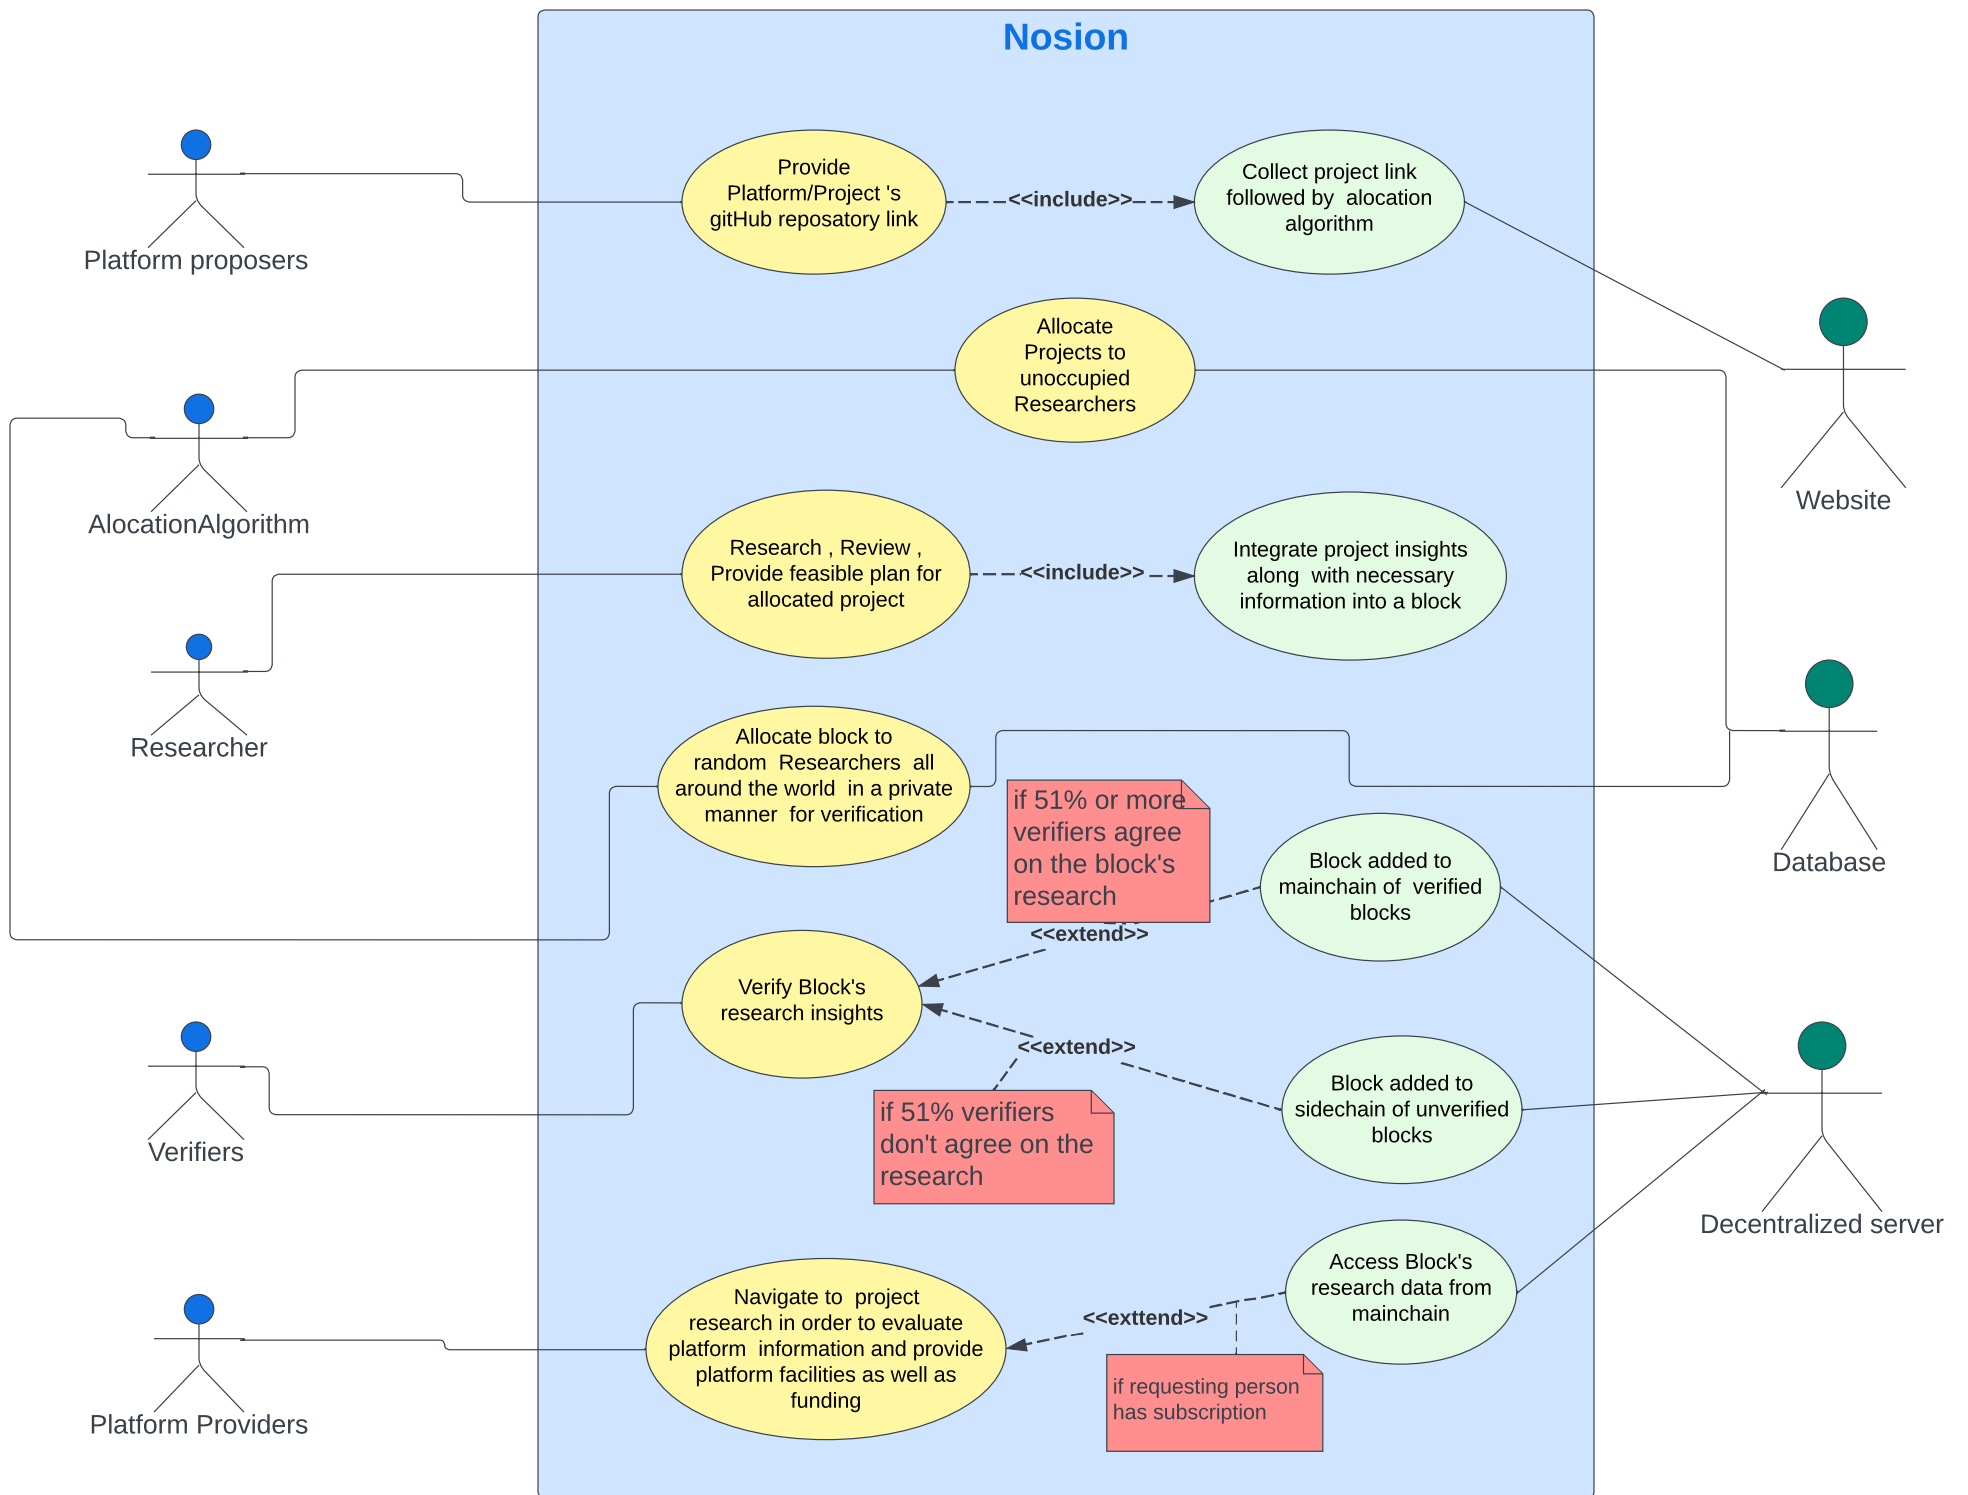 Nosion
Platform proposers
Provide
Platform/Project 's
gitHub reposatory link
<<include>>
Collect project link
followed by  alocation
algorithm
Website
AlocationAlgorithm
Allocate
Projects to
unoccupied
Researchers
Researcher
Research , Review ,
Provide feasible plan for
allocated project
<<include>>
Integrate project insights
along  with necessary
information into a block
Database
Allocate block to
random  Researchers  all
around the world  in a private
manner  for verification
if 51% or more
verifiers agree
on the block's
research
<<extend>>
Block added to
mainchain of  verified
blocks
Verifiers
Verify Block's
research insights
<<extend>>
if 51% verifiers
don't agree on the
research
Block added to
sidechain of unverified
blocks
Decentralized server
Platform Providers
Navigate to  project
research in order to evaluate
platform  information and provide
platform facilities as well as
funding
<<exttend>>
Access Block's
research data from
mainchain
if requesting person
has subscription